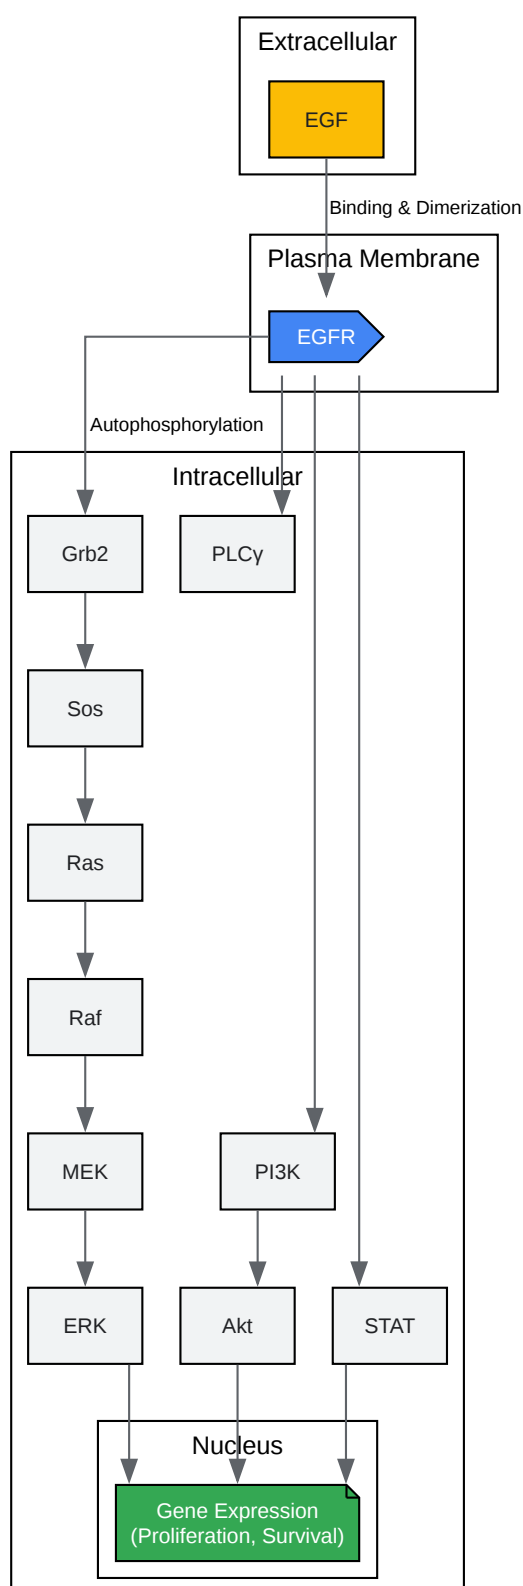 Extracellular
EGF
Binding & Dimerization
Plasma Membrane
EGFR
Autophosphorylation
Intracellular
Grb2
PLCγ
Sos
Ras
Raf
MEK
PI3K
ERK
Akt
STAT
Nucleus
Gene Expression
(Proliferation, Survival)